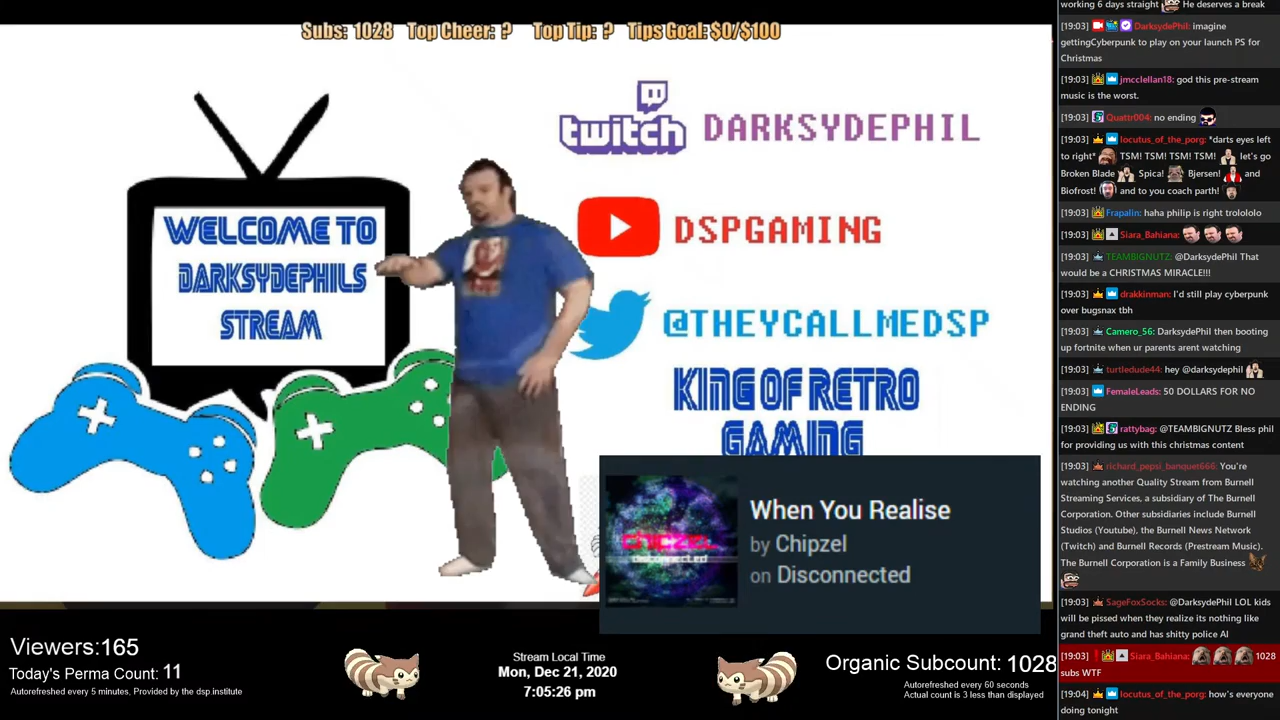 Subs: 1028 Top Cheer: ? Top Tip: ? Tips Goal: $0/$100
WELCOME TO
DARKSYDEPHILS
STREAM
twitch DARKSYDEPHIL
DSPGAMING
@THEYCALLMEDSP
KING OF RETRO
GAMING
CHIPZEL
disconnected
When You Realise
by Chipzel
on Disconnected
Viewers:165
Today's Perma Count: 11
Autorefreshed every 5 minutes, Provided by the dsp.institute
Stream Local Time
Mon, Dec 21, 2020
7:05:26 pm
Organic Subcount: 1028
Autorefreshed every 60 seconds
Actual count is 3 less than displayed
working 6 days straight He deserves a break
[19:03] DarksydePhil: imagine
gettingCyberpunk to play on your launch PS for
Christmas
[19:03] jmcclellan18: god this pre-stream
music is the worst.
[19:03] Quattr004: no ending
[19:03] locutus_of_the_porg: *darts eyes left
to right* TSM! TSM! TSM! TSM! let's go
Broken Blade Spica! Bjersen! and
Biofrost! and to you coach parth!
[19:03] Frapalin: haha philip is right trolololo
[19:03] Siara_Bahiana:
[19:03] TEAMBIGNUTZ: @DarksydePhil That
would be a CHRISTMAS MIRACLE!!!
[19:03] drakkinman: I'd still play cyberpunk
over bugsnax tbh
[19:03] Camero_56: DarksydePhil then booting
up fortnite when ur parents arent watching
[19:03] turtledude44: hey @darksydephil
[19:03] FemaleLeads: 50 DOLLARS FOR NO
ENDING
[19:03] rattybag: @TEAMBIGNUTZ Bless phil
for providing us with this christmas content
[19:03] richard_pepsi_banquet666: You're
watching another Quality Stream from Burnell
Streaming Services, a subsidiary of The Burnell
Corporation. Other subsidiaries include Burnell
Studios (Youtube), the Burnell News Network
(Twitch) and Burnell Records (Prestream Music).
The Burnell Corporation is a Family Business
[19:03] SageFoxSocks: @DarksydePhil LOL kids
will be pissed when they realize its nothing like
grand theft auto and has shitty police AI
[19:03] Siara_Bahiana: 1028
subs WTF
[19:04] locutus_of_the_porg: how's everyone
doing tonight